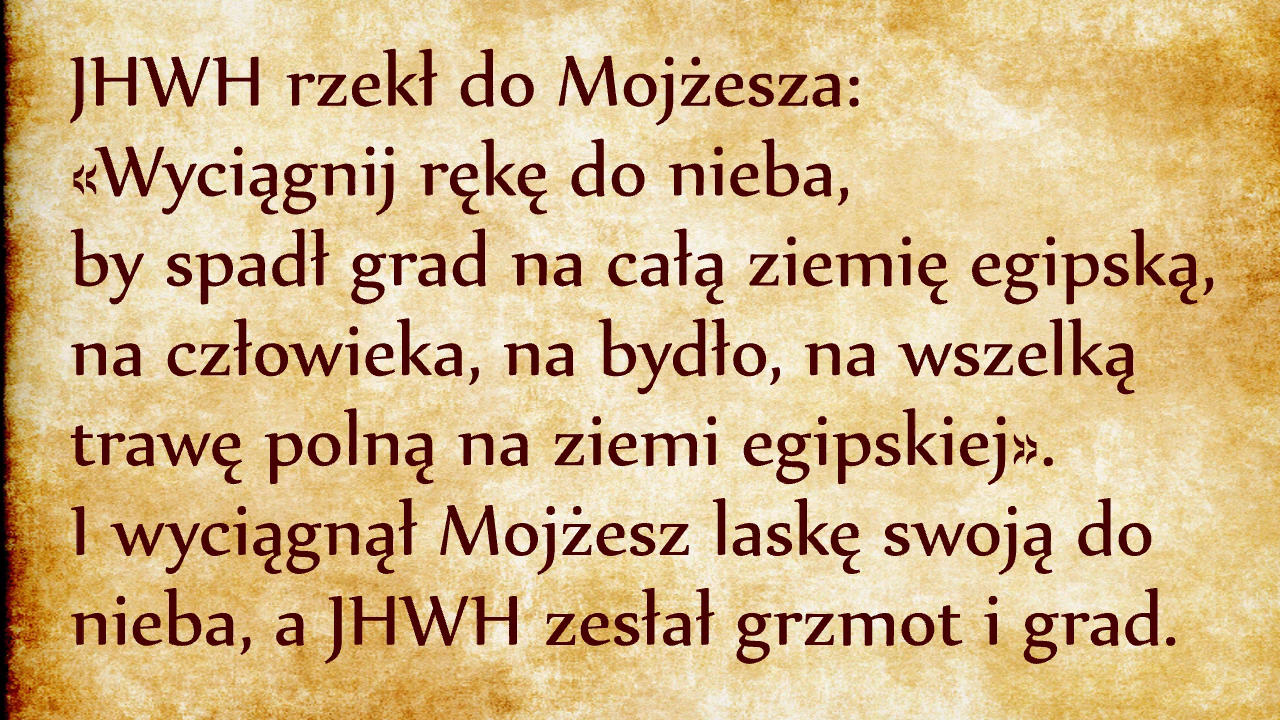 JHWH rzekł do Mojżesza:
«Wyciągnij rękę do nieba,
by spadł grad na całą ziemię egipską,
na człowieka, na bydło, na wszelką
trawę polną na ziemi egipskiej».
I wyciągnął Mojżesz laskę swoją do
nieba, a JHWH zesłał grzmot i grad.